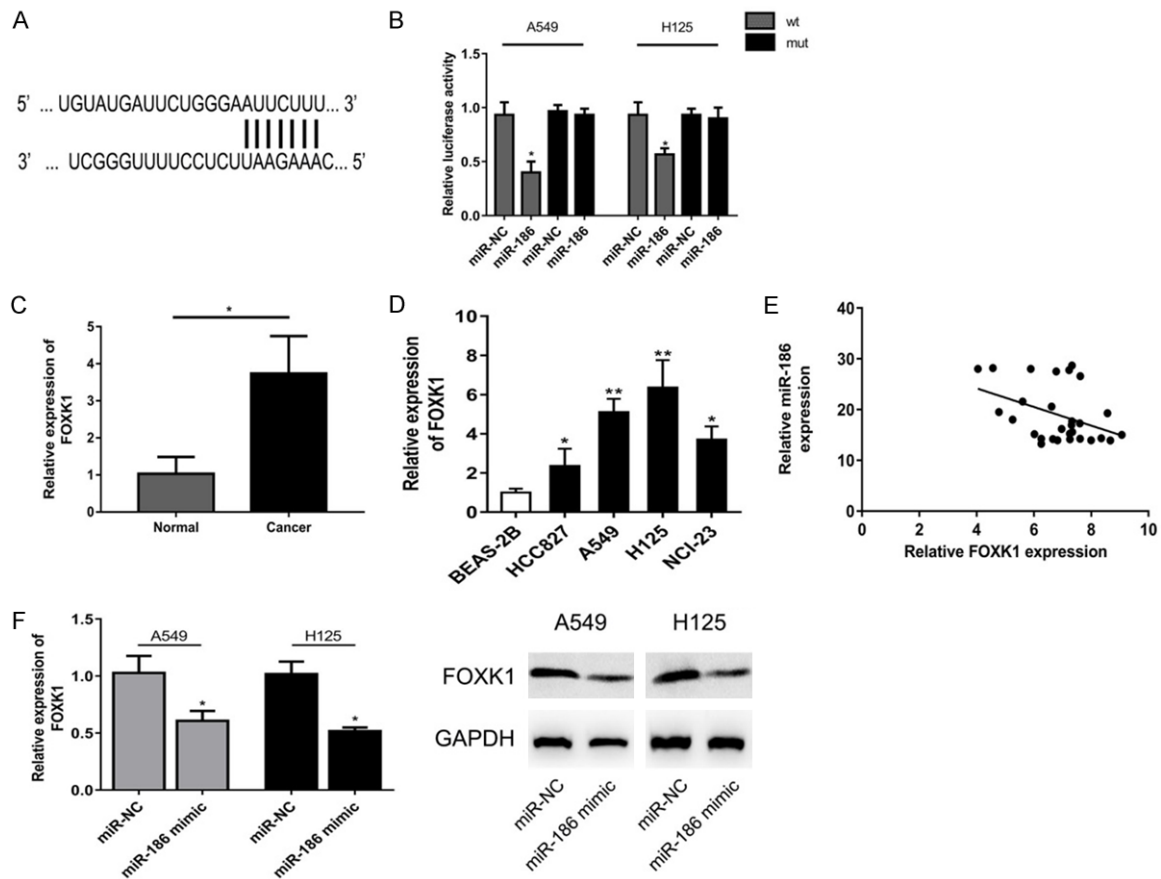 A
5' ... UGUAUGAUUCUGGGAAUUCUUU... 3'
3' ... UCGGGUUUUCCUCUUAAGAAAC... 5'
B
A549
H125
wt
mut
Relative luciferase activity
1.5
1.0
0.5
0.0
*
*
miR-NC
miR-186
miR-NC
miR-186
miR-NC
miR-186
miR-NC
miR-186
C
Relative expression of
FOXK1
5
4
3
2
1
0
*
Normal
Cancer
D
Relative expression
of FOXK1
10
8
6
4
2
0
*
**
**
*
BEAS-2B
HCC827
A549
H125
NCI-23
E
Relative miR-186
expression
40
30
20
10
0
0
2
4
6
8
10
Relative FOXK1 expression
F
Relative expression of
FOXK1
1.5
1.0
0.5
0.0
A549
H125
*
*
miR-NC
miR-186 mimic
miR-NC
miR-186 mimic
A549
H125
FOXK1
GAPDH
miR-NC
miR-186 mimic
miR-NC
miR-186 mimic